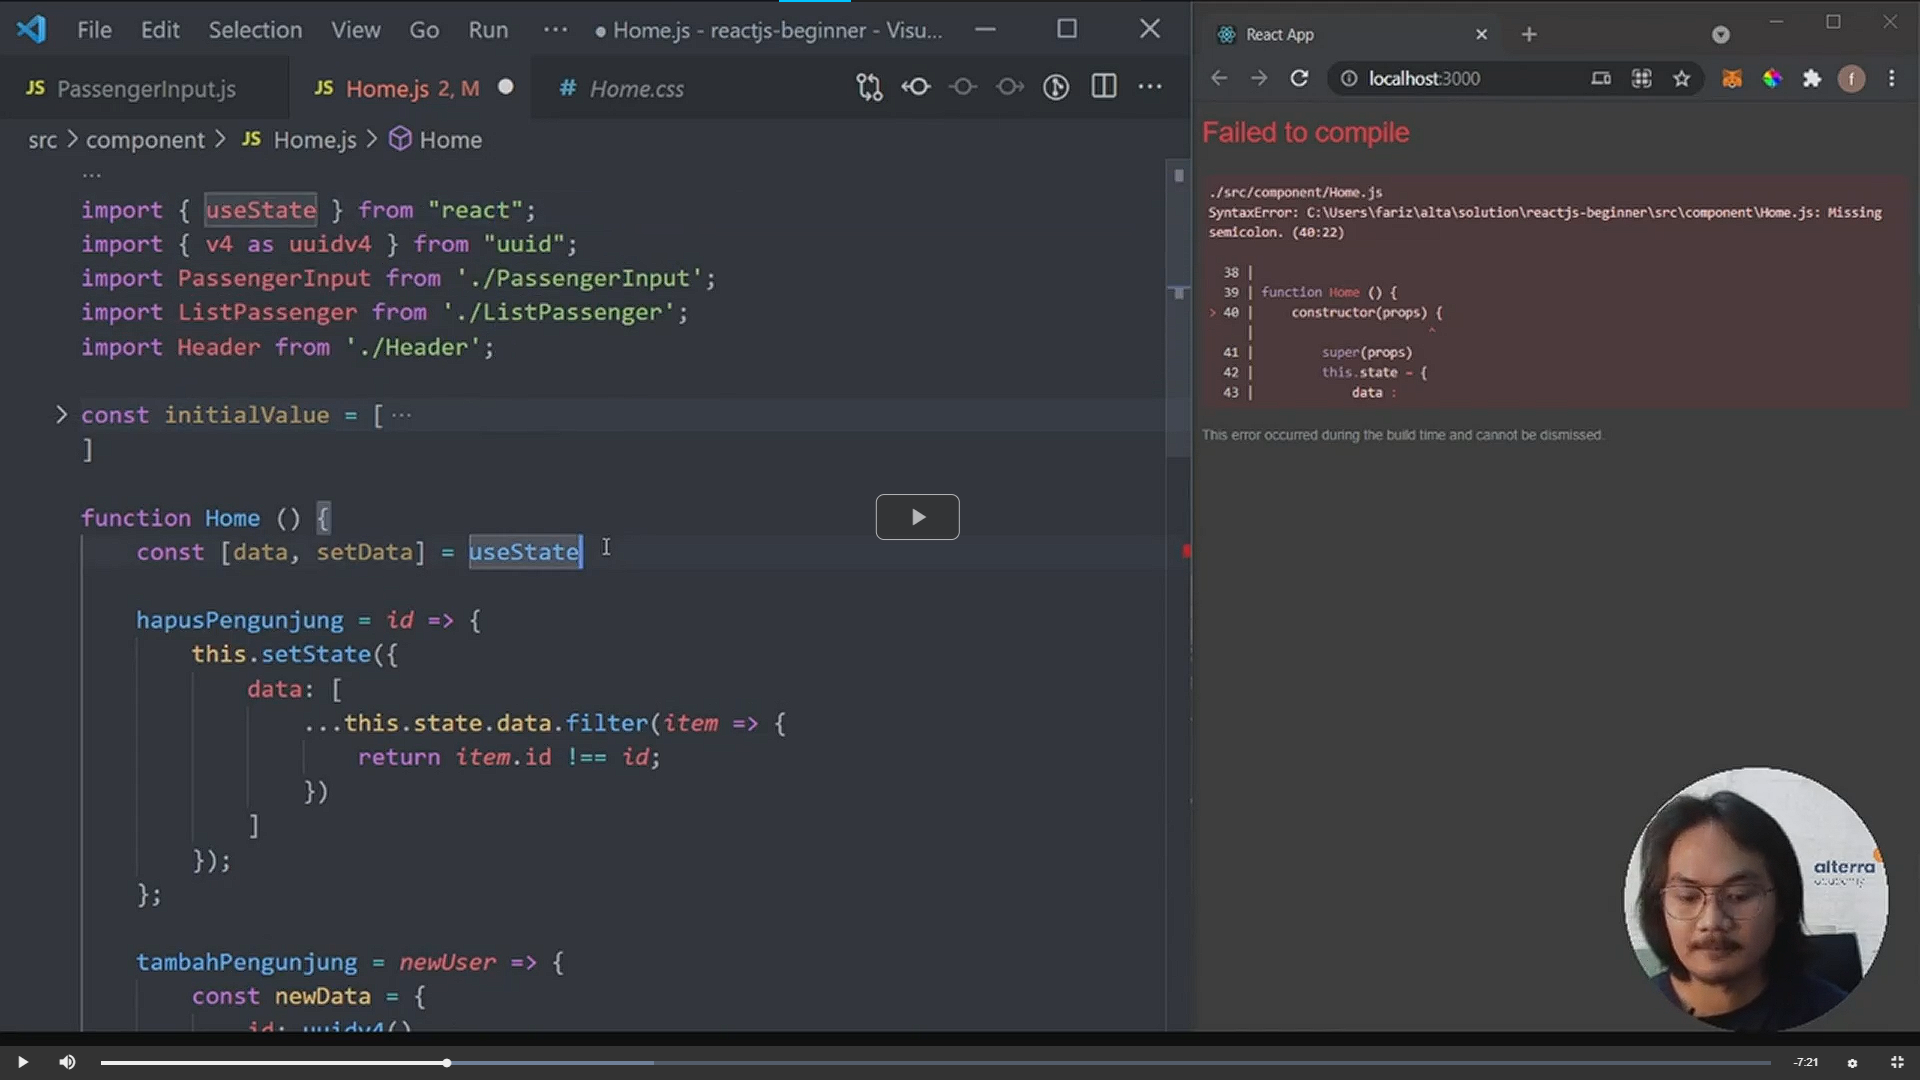 File Edit Selection View Go Run ··· ● Home.js - reactjs-beginner - Visu...
JS PassengerInput.js JS Home.js 2, M # Home.css
src > component > JS Home.js > Home
...
import { useState } from "react";
import { v4 as uuidv4 } from "uuid";
import PassengerInput from './PassengerInput';
import ListPassenger from './ListPassenger';
import Header from './Header';
const initialValue = [ ···
]
function Home () {
const [data, setData] = useState
hapusPengunjung = id => {
this.setState({
data: [
...this.state.data.filter(item => {
return item.id !== id;
})
]
});
};
tambahPengunjung = newUser => {
const newData = {
id: uuidv4()
React App
localhost:3000
f
Failed to compile
./src/component/Home.js
SyntaxError: C:\Users\fariz\alta\solution\reactjs-beginner\src\component\Home.js: Missing
semicolon. (40:22)
38 |
39 | function Home () {
> 40 | constructor(props) {
| ^
41 | super(props)
42 | this.state = {
43 | data :
This error occurred during the build time and cannot be dismissed.
alterra
academy
-7:21